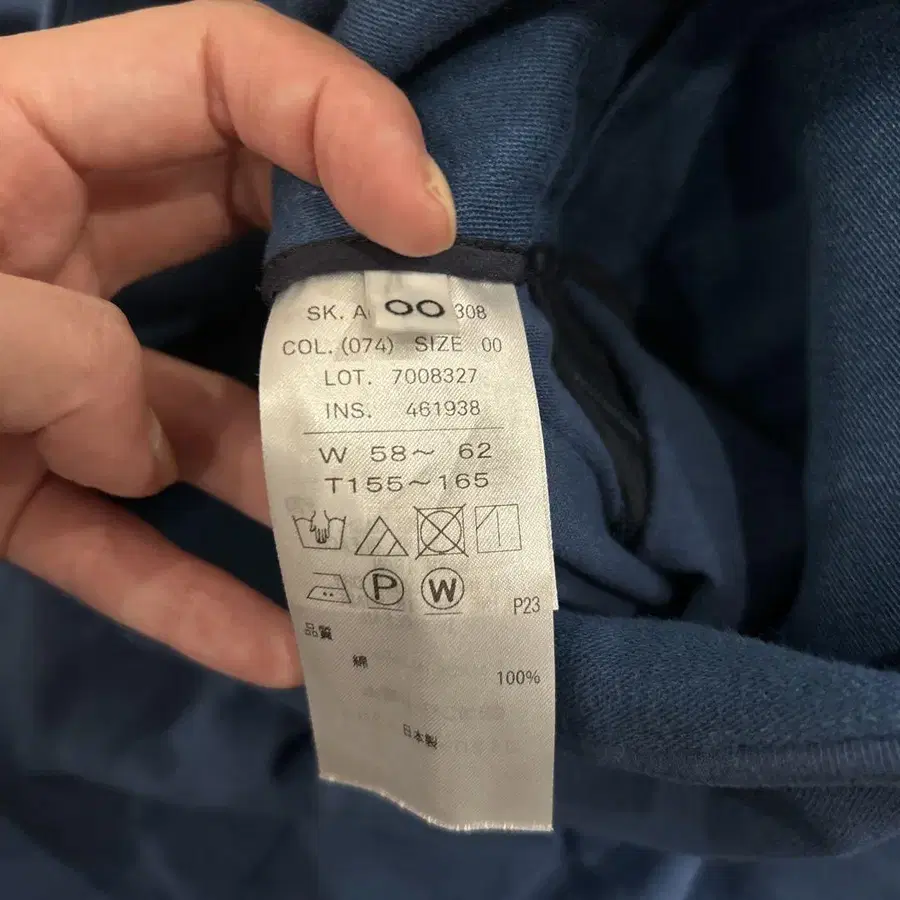 SK. A 00 308
COL. (074) SIZE 00
LOT. 7008327
INS. 461938
W 58〜 62
T155〜165
P W
P23
品質
綿
100%
日本製